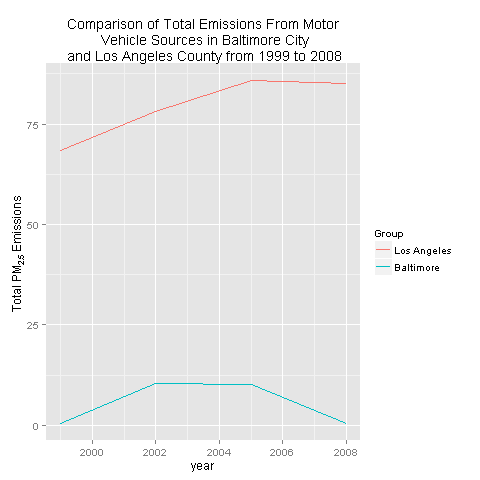 Comparison of Total Emissions From Motor
Vehicle Sources in Baltimore City
and Los Angeles County from 1999 to 2008
Total PM2.5 Emissions
75
50
25
0
2000 2002 2004 2006 2008
year
Group
Los Angeles
Baltimore